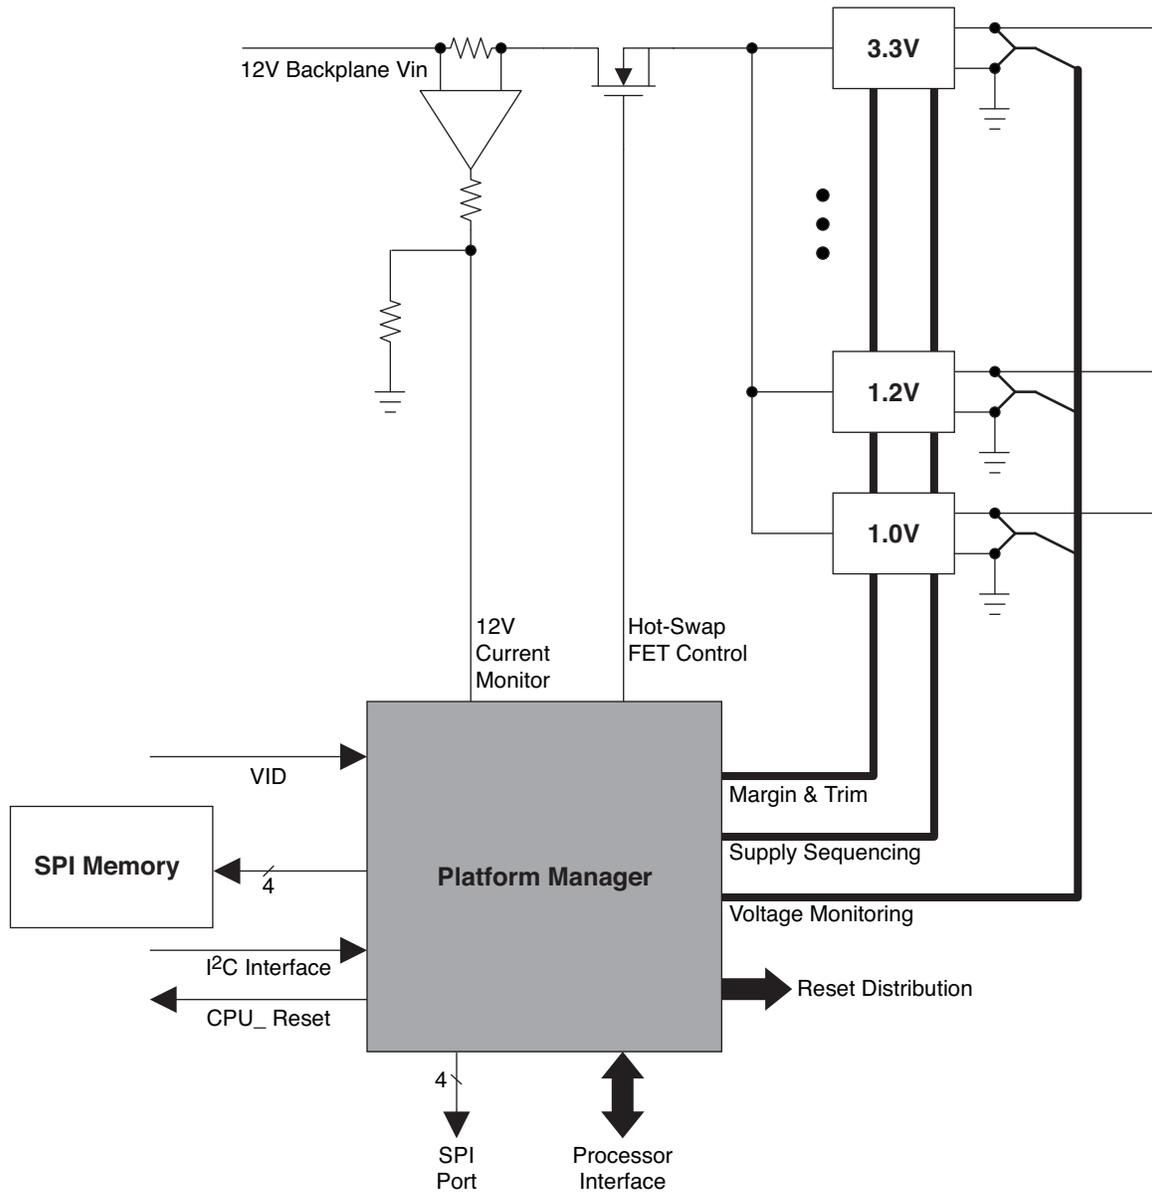 3.3V
12V Backplane Vin
1.2V
1.0V
12V
Current
Monitor
Hot-Swap
FET Control
VID
Margin & Trim
SPI Memory
4
Platform Manager
Supply Sequencing
Voltage Monitoring
I²C Interface
CPU_ Reset
Reset Distribution
4
SPI
Port
Processor
Interface